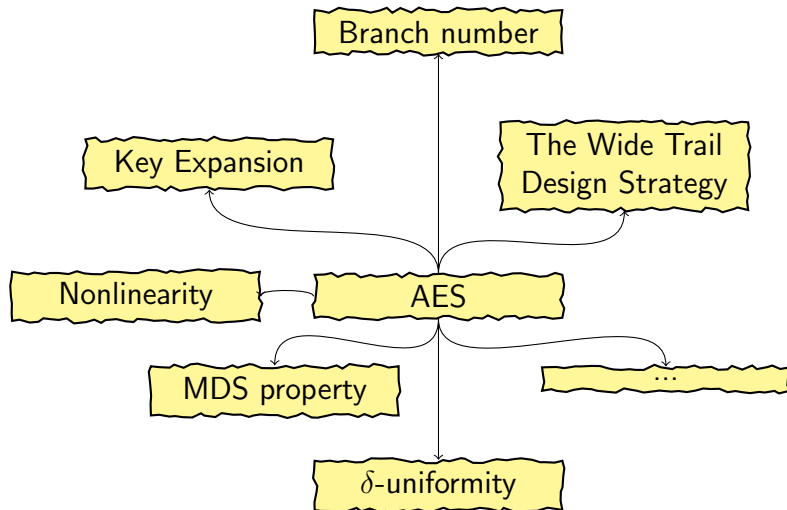 Branch number
Key Expansion
The Wide Trail
Design Strategy
Nonlinearity
AES
MDS property
...
δ-uniformity